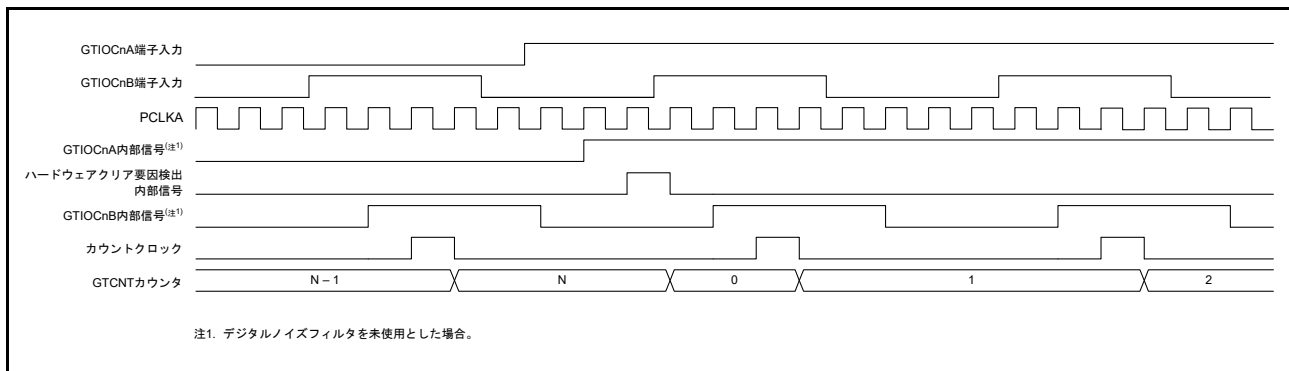 GTIOCnA端子入力
GTIOCnB端子入力
PCLKA
GTIOCnA内部信号(注1)
ハードウェアクリア要因検出
内部信号
GTIOCnB内部信号(注1)
カウントクロック
GTCNTカウンタ
N – 1
N
0
1
2
注1. デジタルノイズフィルタを未使用とした場合。